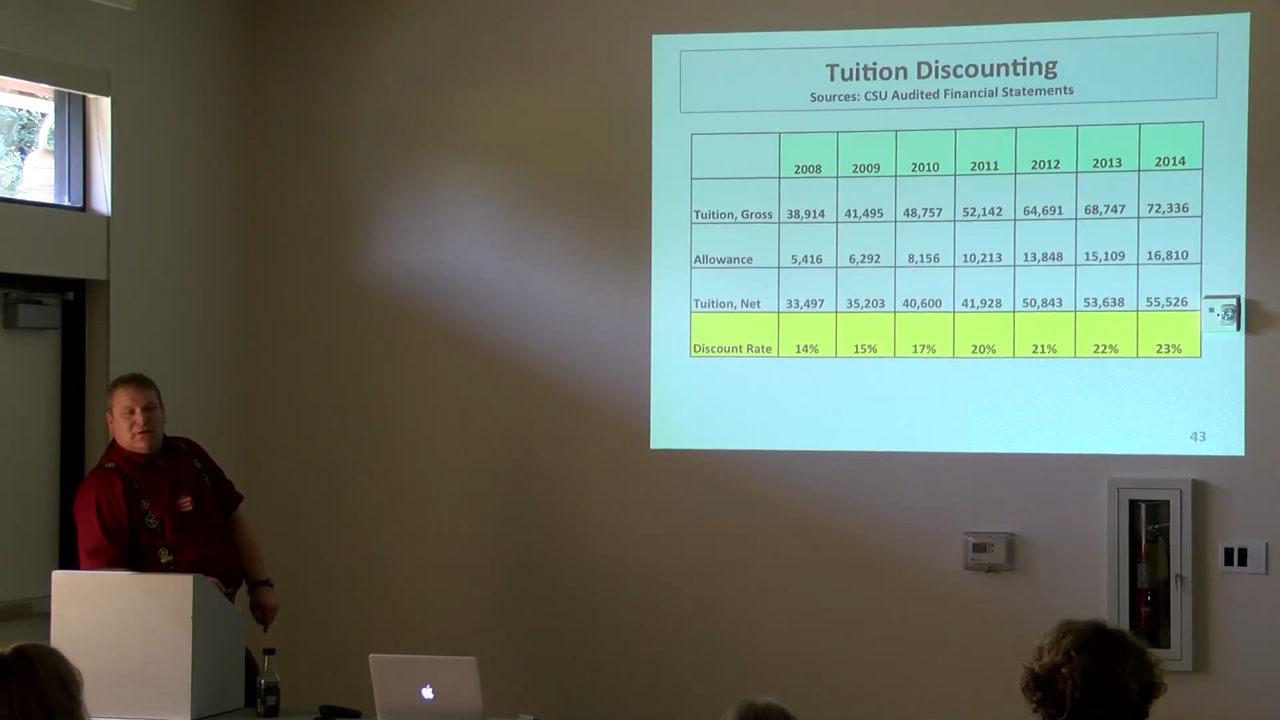 Tuition Discounting
Sources: CSU Audited Financial Statements
2008 2009 2010 2011 2012 2013 2014
Tuition, Gross 38,914 41,495 48,757 52,142 64,691 68,747 72,336
Allowance 5,416 6,292 8,156 10,213 13,848 15,109 16,810
Tuition, Net 33,497 35,203 40,600 41,928 50,843 53,638 55,526
Discount Rate 14% 15% 17% 20% 21% 22% 23%
43